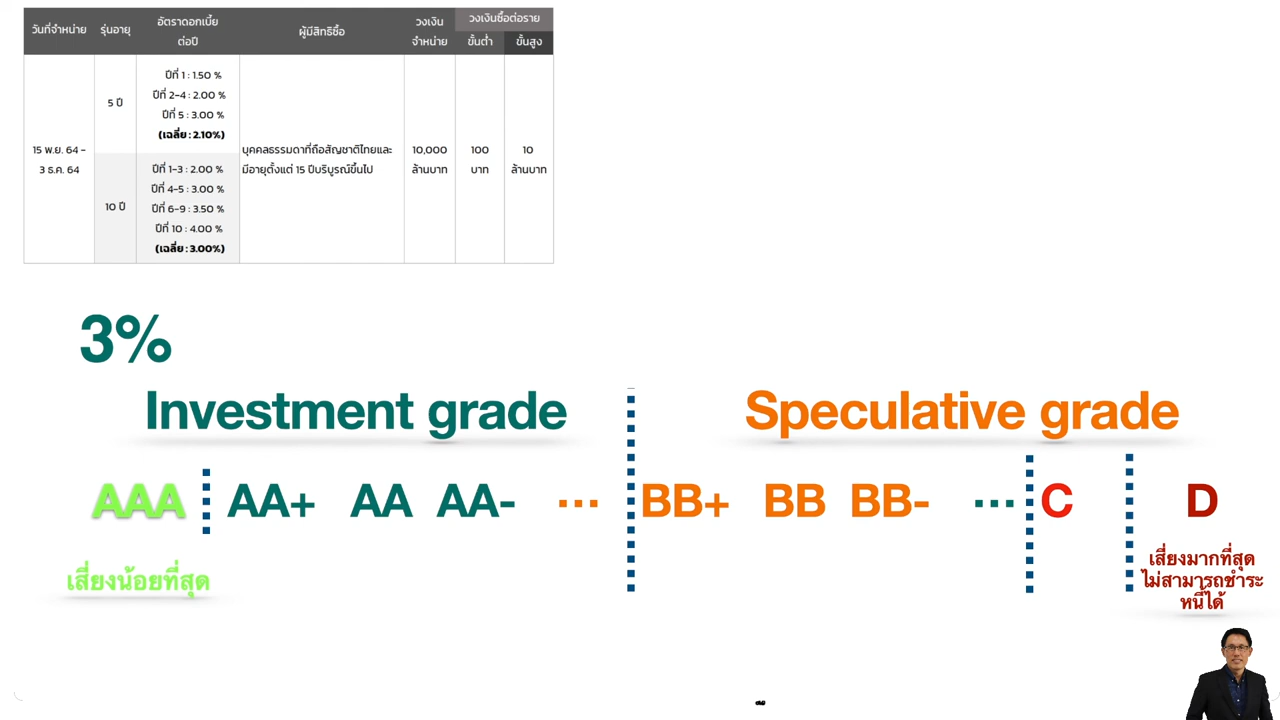 วันที่จำหน่าย
รุ่นอายุ
อัตราดอกเบี้ย
ต่อปี
ผู้มีสิทธิซื้อ
วงเงิน
จำหน่าย
วงเงินซื้อต่อราย
ขั้นต่ำ
ขั้นสูง
15 พ.ย. 64 -
3 ธ.ค. 64
5 ปี
ปีที่ 1 : 1.50 %
ปีที่ 2-4 : 2.00 %
ปีที่ 5 : 3.00 %
(เฉลี่ย : 2.10%)
10 ปี
ปีที่ 1-3 : 2.00 %
ปีที่ 4-5 : 3.00 %
ปีที่ 6-9 : 3.50 %
ปีที่ 10 : 4.00 %
(เฉลี่ย : 3.00%)
บุคคลธรรมดาที่ถือสัญชาติไทยและ
มีอายุตั้งแต่ 15 ปีบริบูรณ์ขึ้นไป
10,000
ล้านบาท
100
บาท
10
ล้านบาท
3%
Investment grade
Speculative grade
AAA AA+ AA AA- ... BB+ BB BB- ... C D
เสี่ยงน้อยที่สุด
เสี่ยงมากที่สุด
ไม่สามารถชำระ
หนี้ได้